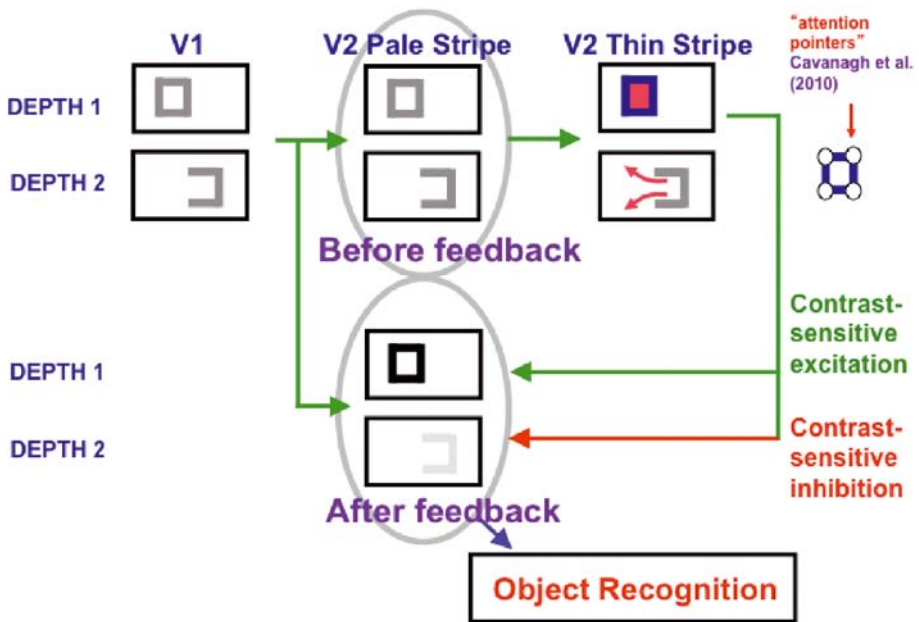 V1
V2 Pale Stripe
V2 Thin Stripe
“attention
pointers”
Cavanagh et al.
(2010)
DEPTH 1
DEPTH 2
Before feedback
Contrast-
sensitive
excitation
DEPTH 1
DEPTH 2
Contrast-
sensitive
inhibition
After feedback
Object Recognition